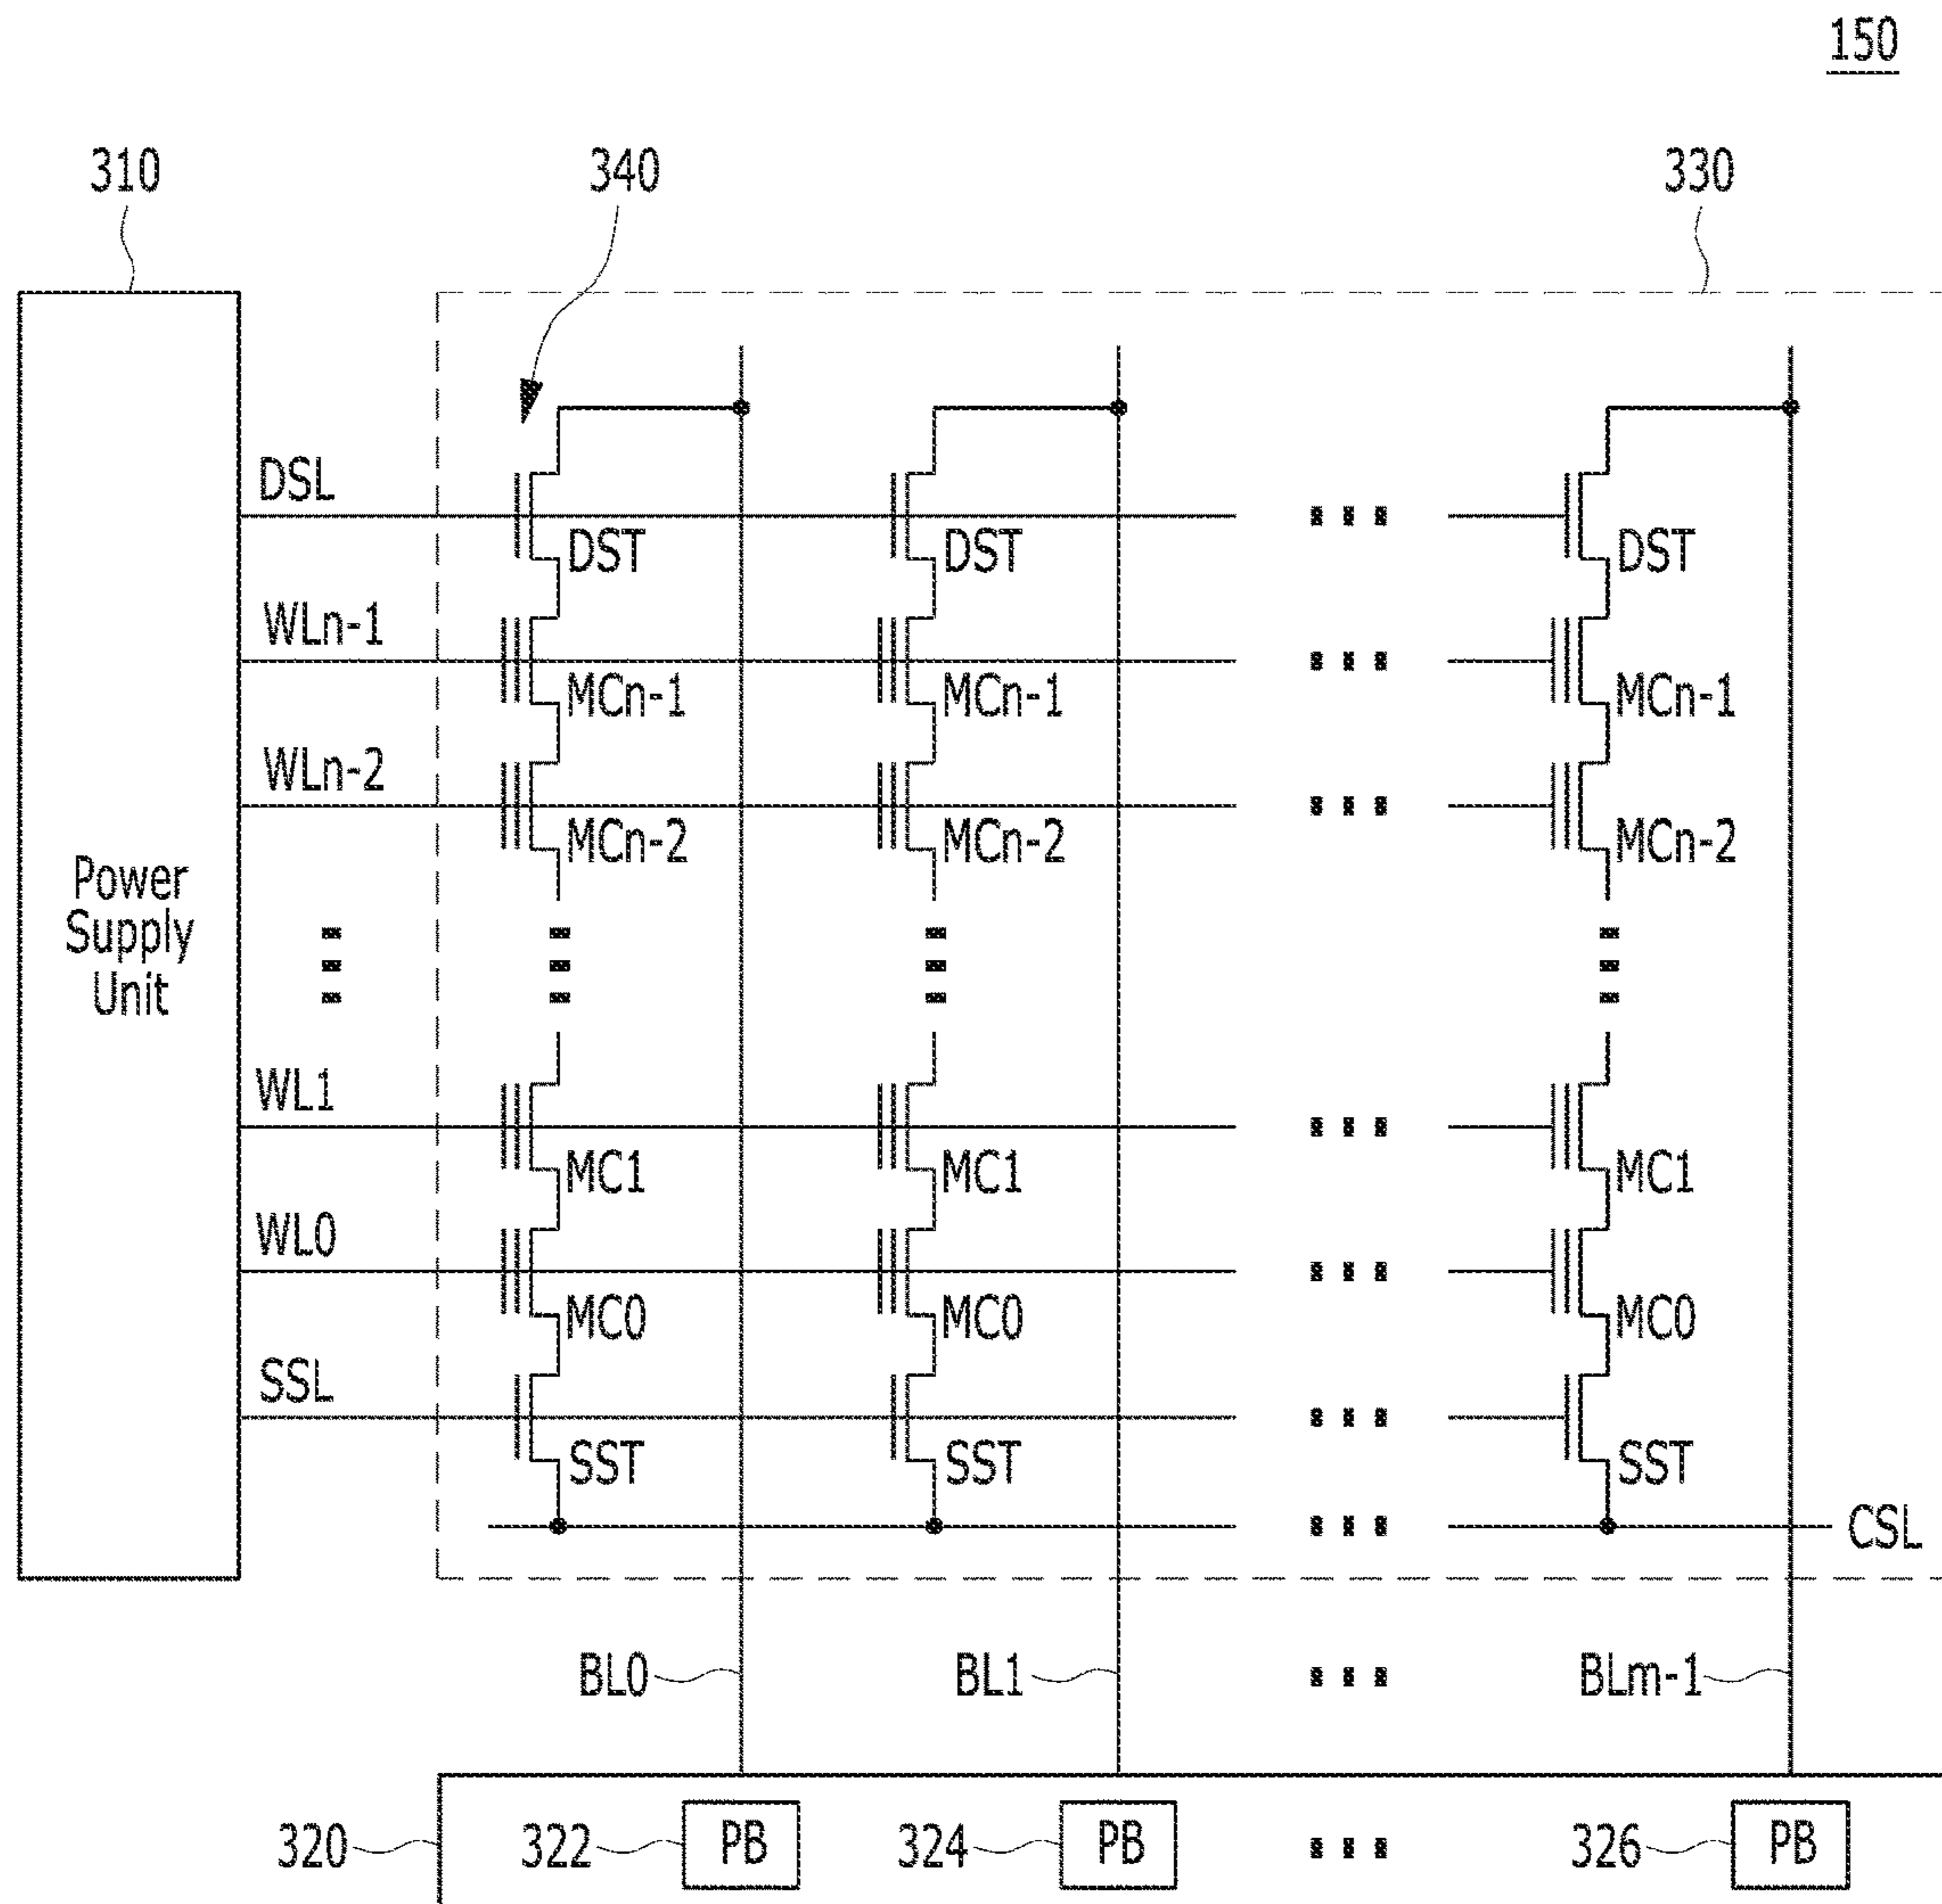 150
310 340 330
DSL
DST DST DST
WLn-1
MCn-1 MCn-1 MCn-1
WLn-2
MCn-2 MCn-2 MCn-2
Power
Supply
Unit
WL1
MC1 MC1 MC1
WL0
MC0 MC0 MC0
SSL
SST SST SST
CSL
BL0 BL1 BLm-1
320 322 PB 324 PB 326 PB